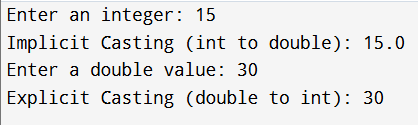 Enter an integer: 15
Implicit Casting (int to double): 15.0
Enter a double value: 30
Explicit Casting (double to int): 30